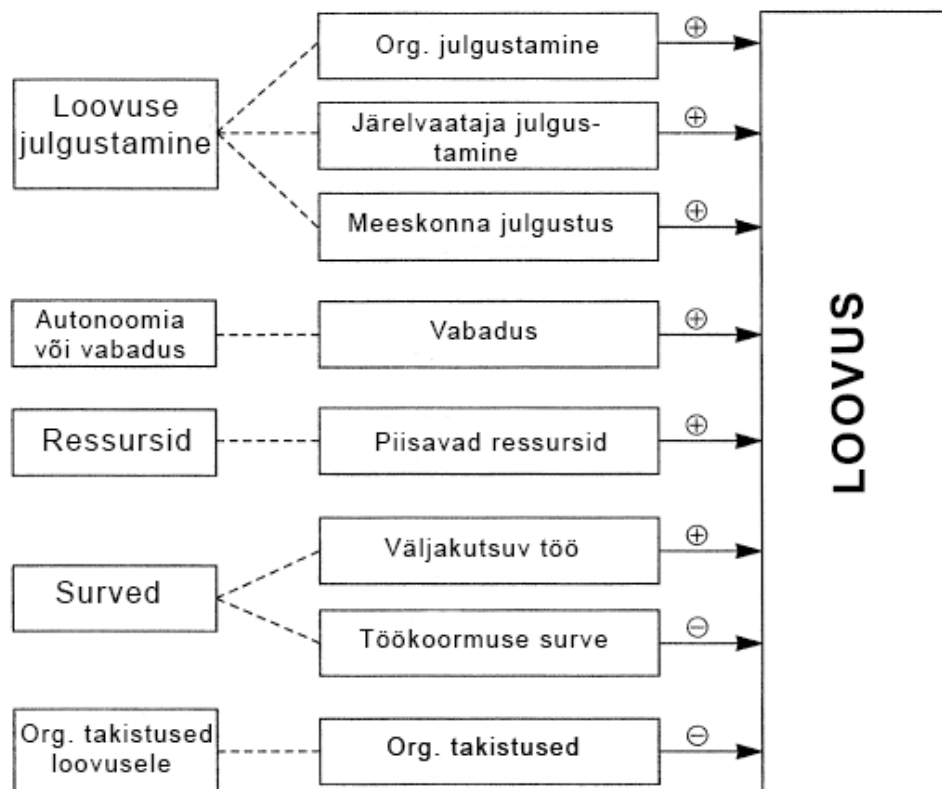 Loovuse
julgustamine
Org. julgustamine
⊕
Järelvaataja julgus-
tamine
⊕
Meeskonna julgustus
⊕
Autonoomia
või vabadus
Vabadus
⊕
Ressursid
Piisavad ressursid
⊕
Surved
Väljakutsuv töö
⊕
Töökoormuse surve
⊖
Org. takistused
loovusele
Org. takistused
⊖
LOOVUS